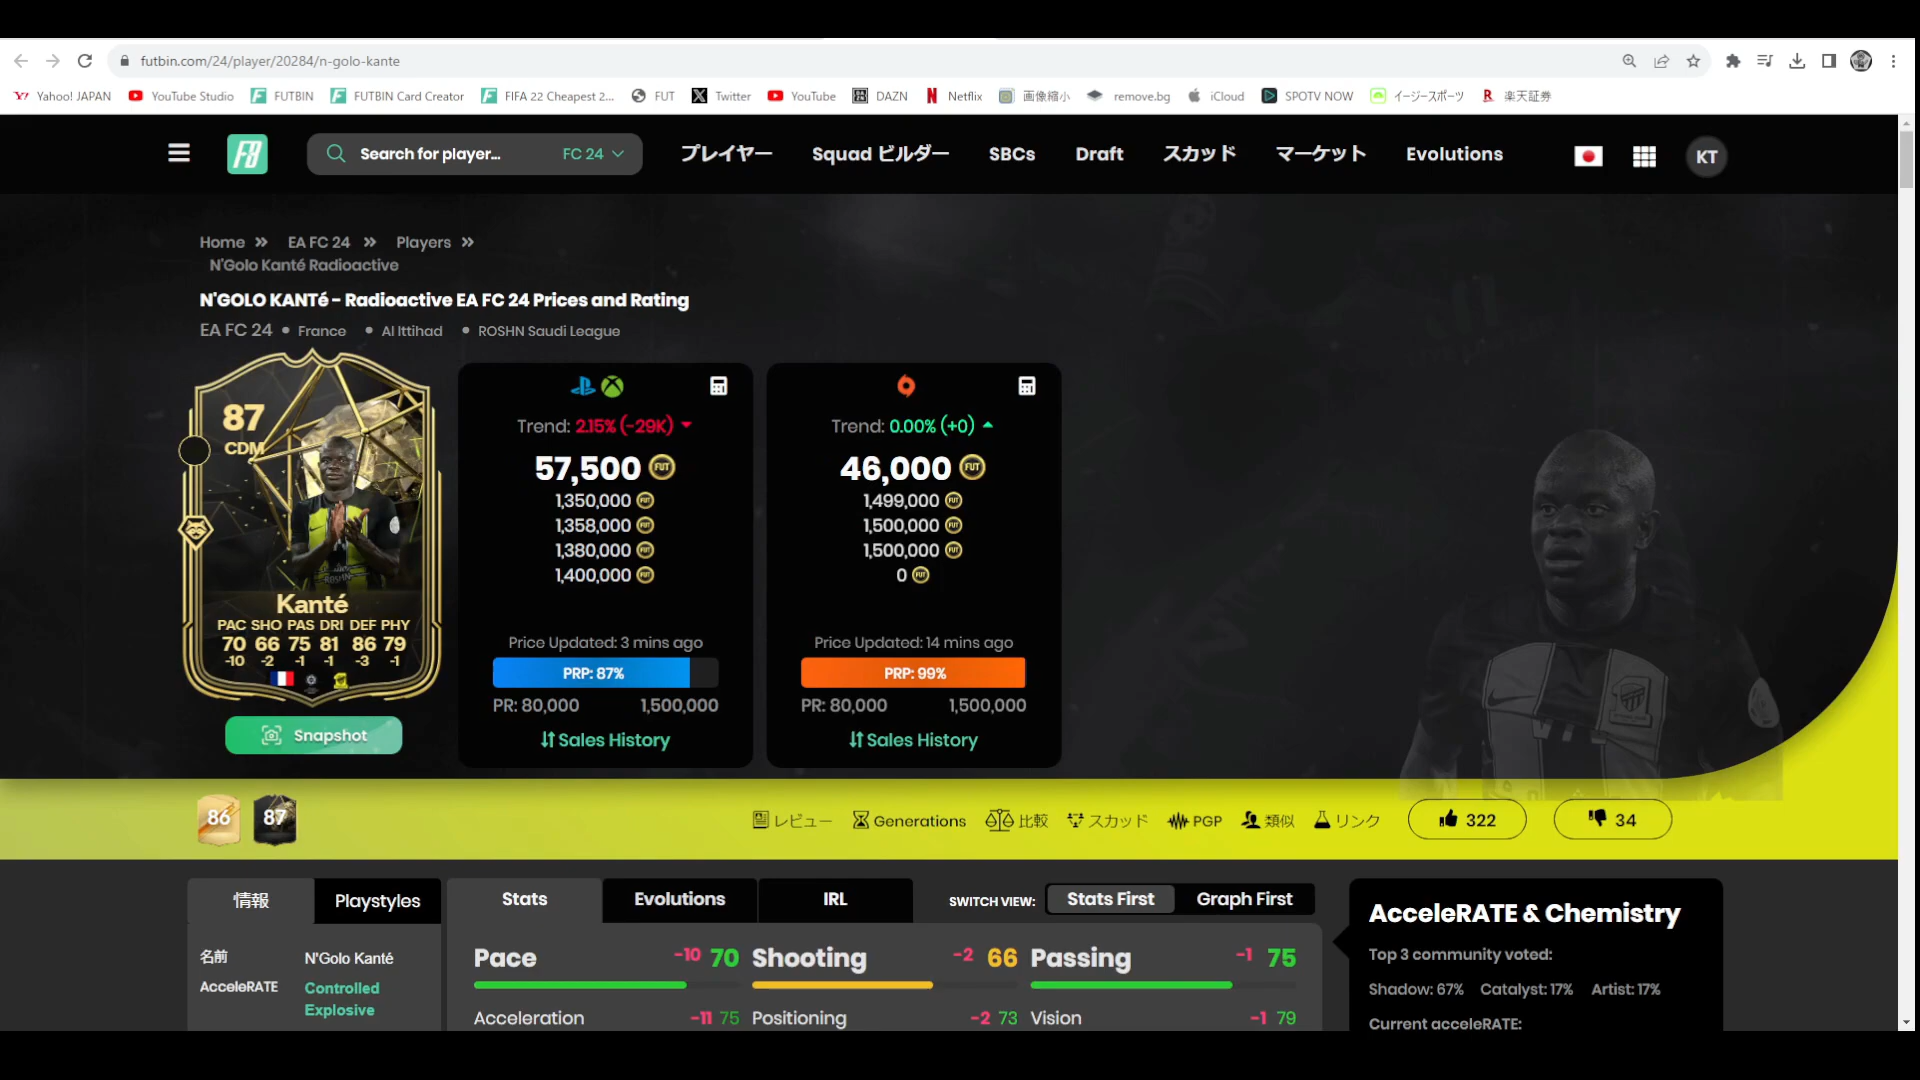 futbin.com/24/player/20284/n-golo-kante
Yahoo! JAPAN YouTube Studio FUTBIN FUTBIN Card Creator FIFA 22 Cheapest 2... FUT Twitter YouTube DAZN Netflix 画像縮小 remove.bg iCloud SPOTV NOW イージースポーツ 楽天証券
Search for player... FC 24 プレイヤー Squad ビルダー SBCs Draft スカッド マーケット Evolutions KT
Home » EA FC 24 » Players »
N'Golo Kanté Radioactive
N'GOLO KANTé - Radioactive EA FC 24 Prices and Rating
EA FC 24 • France • Al Ittihad • ROSHN Saudi League
87
CDM
Kanté
PAC SHO PAS DRI DEF PHY
70 66 75 81 86 79
-10 -2 -1 -1 -3 -1
Snapshot
Trend: 2.15% (-29K)
57,500
1,350,000
1,358,000
1,380,000
1,400,000
Price Updated: 3 mins ago
PRP: 87%
PR: 80,000 1,500,000
Sales History
Trend: 0.00% (+0)
46,000
1,499,000
1,500,000
1,500,000
0
Price Updated: 14 mins ago
PRP: 99%
PR: 80,000 1,500,000
Sales History
86 87 レビュー Generations 比較 スカッド PGP 類似 リンク 322 34
情報 Playstyles Stats Evolutions IRL SWITCH VIEW: Stats First Graph First
名前 N'Golo Kanté
AcceleRATE Controlled
Explosive
Pace -10 70 Shooting -2 66 Passing -1 75
Acceleration -11 75 Positioning -2 73 Vision -1 79
AcceleRATE & Chemistry
Top 3 community voted:
Shadow: 67% Catalyst: 17% Artist: 17%
Current acceleRATE: